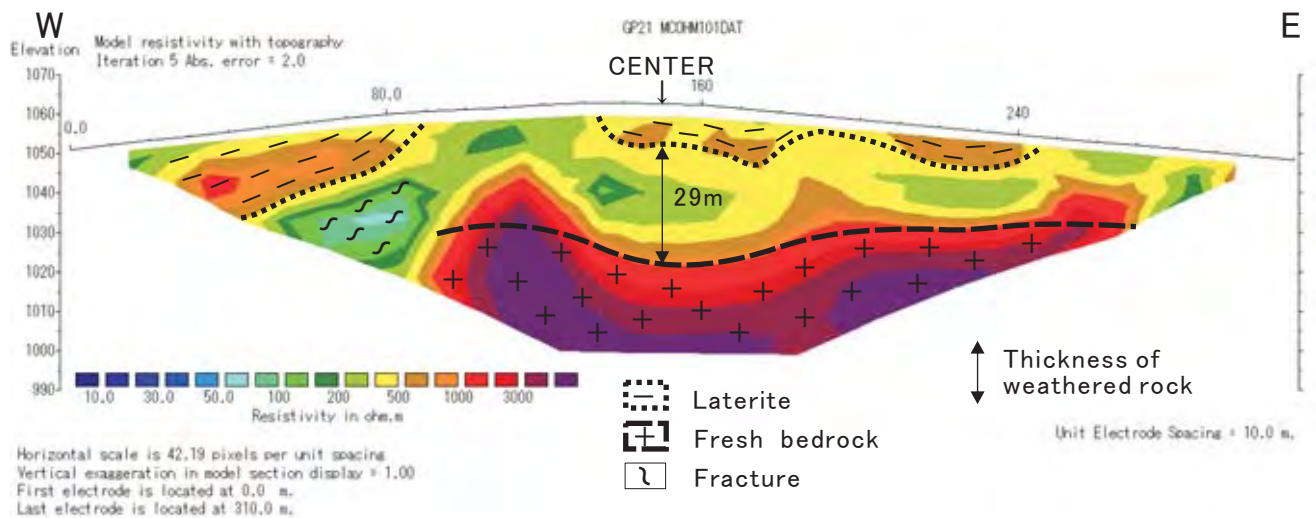 W
E
GP21 MCOHM101DAT
Elevation
Model resistivity with topography
Iteration 5 Abs. error = 2.0
CENTER
1070
1060
1050
1040
1030
1020
1010
1000
990
0.0
80.0
160
240
29m
10.0 30.0 50.0 100 200 500 1000 3000
Resistivity in ohm.m
Thickness of
weathered rock
Laterite
Fresh bedrock
Fracture
Unit Electrode Spacing = 10.0 m.
Horizontal scale is 42.19 pixels per unit spacing
Vertical exaggeration in model section display = 1.00
First electrode is located at 0.0 m.
Last electrode is located at 310.0 m.